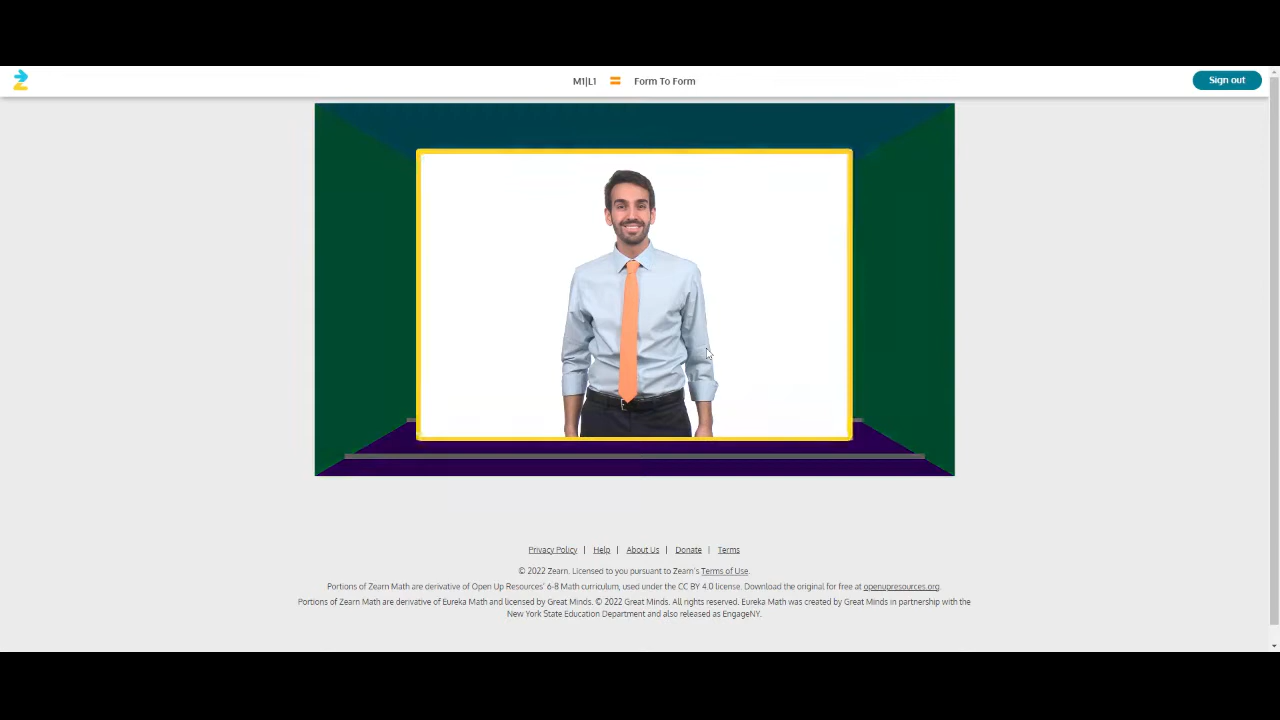 M1|L1 = Form To Form
Sign out
Privacy Policy | Help | About Us | Donate | Terms
© 2022 Zearn. Licensed to you pursuant to Zearn's Terms of Use.
Portions of Zearn Math are derivative of Open Up Resources' 6-8 Math curriculum, used under the CC BY 4.0 license. Download the original for free at openupresources.org.
Portions of Zearn Math are derivative of Eureka Math and licensed by Great Minds. © 2022 Great Minds. All rights reserved. Eureka Math was created by Great Minds in partnership with the
New York State Education Department and also released as EngageNY.